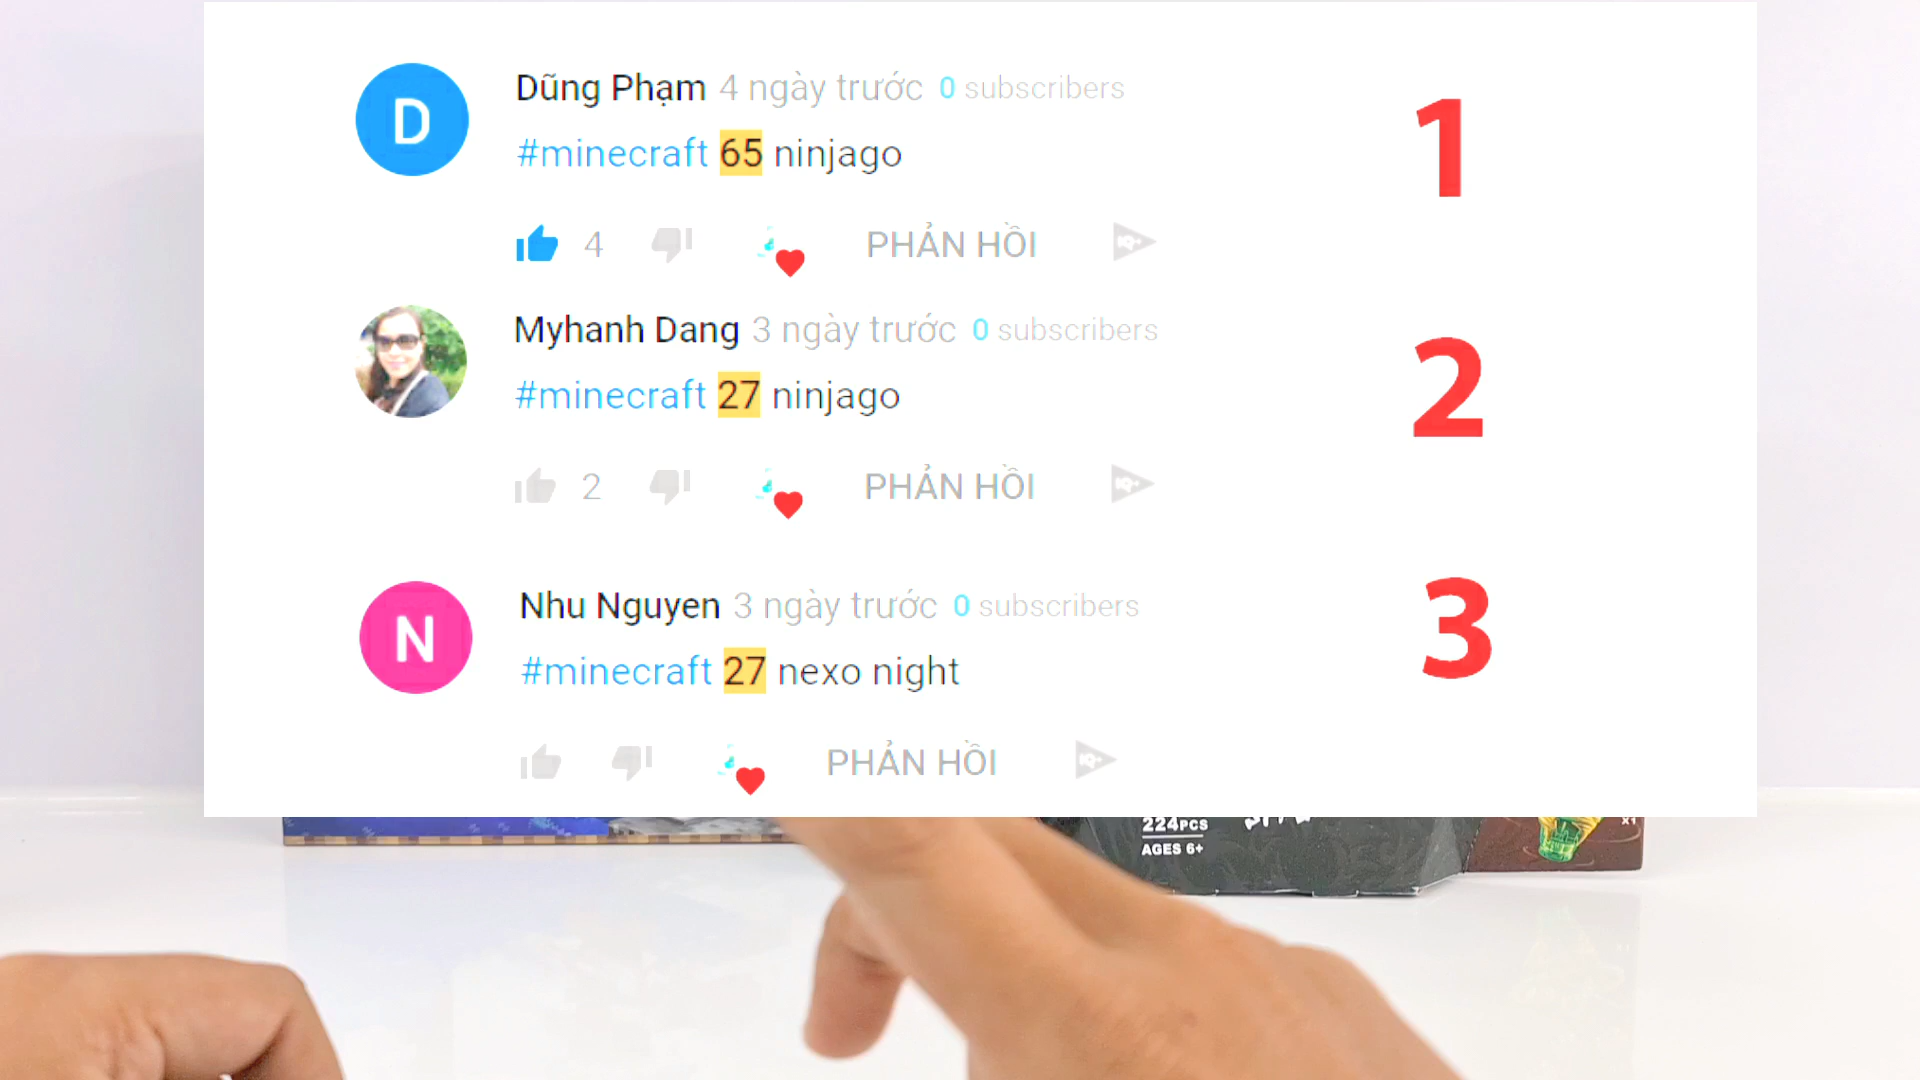 D
Dũng Phạm 4 ngày trước 0 subscribers
#minecraft 65 ninjago
4 PHẢN HỒI
1
Myhanh Dang 3 ngày trước 0 subscribers
#minecraft 27 ninjago
2 PHẢN HỒI
2
N
Nhu Nguyen 3 ngày trước 0 subscribers
#minecraft 27 nexo night
PHẢN HỒI
3
224PCS
AGES 6+
x1